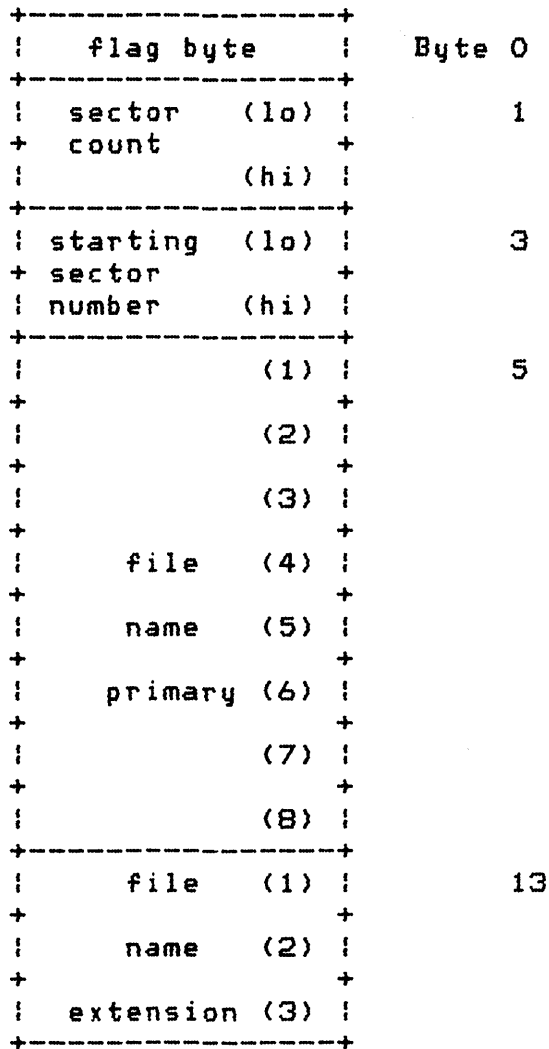 +-----------------+
¦ flag byte ¦ Byte 0
+-----------------+
¦ sector (lo) ¦ 1
+ count +
¦ (hi) ¦
+-----------------+
¦ starting (lo) ¦ 3
+ sector +
¦ number (hi) ¦
+-----------------+
¦ (1) ¦ 5
+ +
¦ (2) ¦
+ +
¦ (3) ¦
+ +
¦ file (4) ¦
+ +
¦ name (5) ¦
+ +
¦ primary (6) ¦
+ +
¦ (7) ¦
+ +
¦ (8) ¦
+-----------------+
¦ file (1) ¦ 13
+ +
¦ name (2) ¦
+ +
¦ extension (3) ¦
+-----------------+